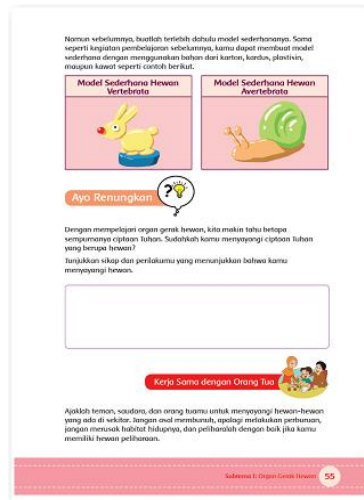 Namun sebelumnya, buatlah terlebih dahulu model sederhananya. Sama
seperti kegiatan pembelajaran sebelumnya, kamu dapat membuat model
sederhana dengan menggunakan bahan dari karton, kardus, plastisin,
maupun kawat seperti contoh berikut.
Model Sederhana Hewan
Vertebrata
Model Sederhana Hewan
Avertebrata
Ayo Renungkan
Dengan mempelajari organ gerak hewan, kita makin tahu betapa
sempurnanya ciptaan Tuhan. Sudahkah kamu menyayangi ciptaan Tuhan
yang berupa hewan?
Tunjukkan sikap dan perilakumu yang menunjukkan bahwa kamu
menyayangi hewan.
Kerja Sama dengan Orang Tua
Ajaklah teman, saudara, dan orang tuamu untuk menyayangi hewan-hewan
yang ada di sekitar. Jangan asal membunuh, apalagi melakukan perburuan,
jangan merusak habitat hidupnya, dan peliharalah dengan baik jika kamu
memiliki hewan peliharaan.
Subtema 1: Organ Gerak Hewan 55